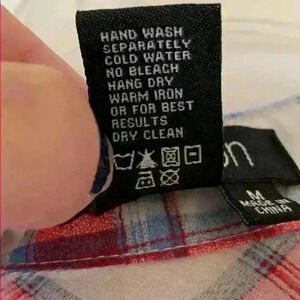 HAND WASH
SEPARATELY
COLD WATER
NO BLEACH
HANG DRY
WARM IRON
OR FOR BEST
RESULTS
DRY CLEAN
on
M
MADE IN
CHINA